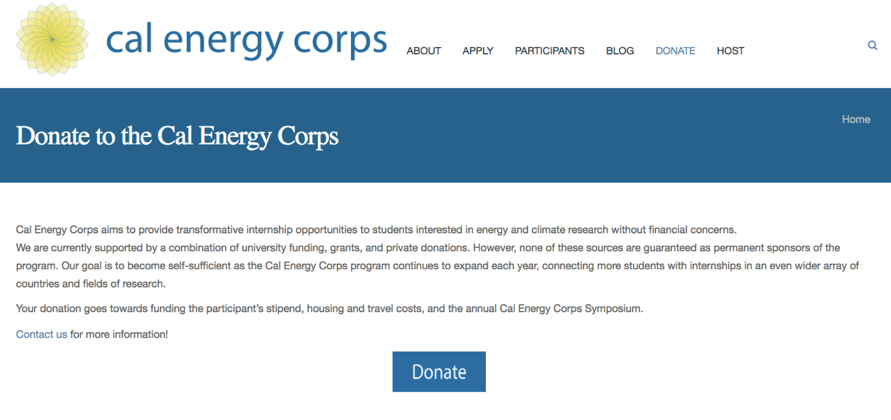 cal energy corps
ABOUT APPLY PARTICIPANTS BLOG DONATE HOST
Home
Donate to the Cal Energy Corps
Cal Energy Corps aims to provide transformative internship opportunities to students interested in energy and climate research without financial concerns.
We are currently supported by a combination of university funding, grants, and private donations. However, none of these sources are guaranteed as permanent sponsors of the
program. Our goal is to become self-sufficient as the Cal Energy Corps program continues to expand each year, connecting more students with internships in an even wider array of
countries and fields of research.
Your donation goes towards funding the participant's stipend, housing and travel costs, and the annual Cal Energy Corps Symposium.
Contact us for more information!
Donate